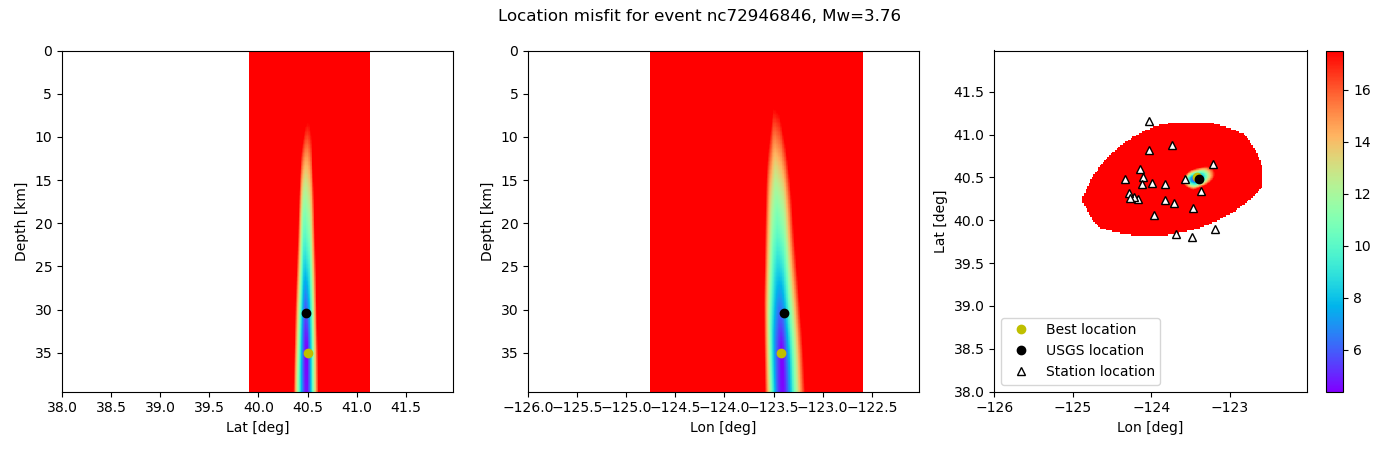 Location misfit for event nc72946846, Mw=3.76
0
5
10
15
20
25
30
35
Depth [km]
38.0 38.5 39.0 39.5 40.0 40.5 41.0 41.5
Lat [deg]
0
5
10
15
20
25
30
35
Depth [km]
−126.0 −125.5 −125.0 −124.5 −124.0 −123.5 −123.0 −122.5
Lon [deg]
41.5
41.0
40.5
40.0
39.5
39.0
38.5
38.0
Lat [deg]
Best location
USGS location
Station location
−126 −125 −124 −123
Lon [deg]
16
14
12
10
8
6